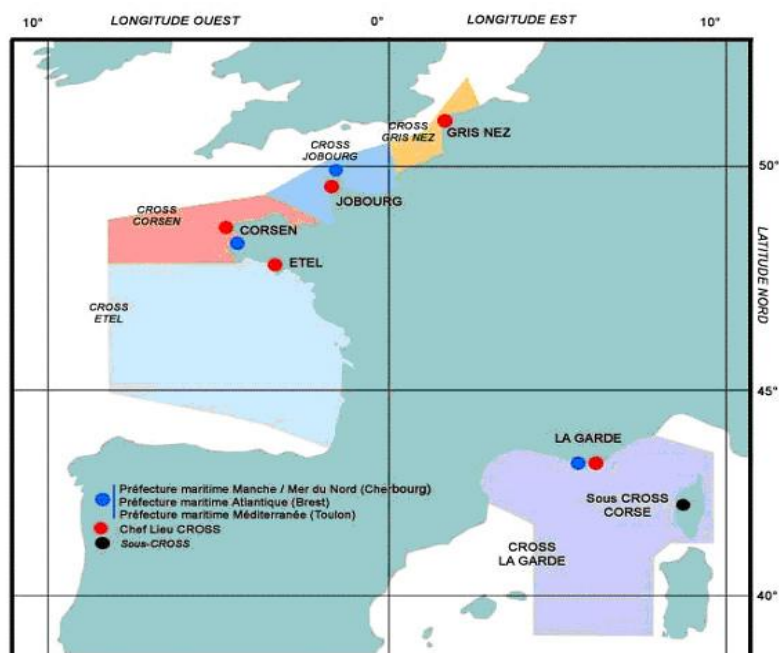 10° LONGITUDE OUEST 0° LONGITUDE EST 10°
CROSS
GRIS NEZ
GRIS NEZ
CROSS
JOBOURG
50°
JOBOURG
CROSS
CORSEN
CORSEN
ETEL
LATITUDE NORD
CROSS
ETEL
45°
LA GARDE
Sous CROSS
CORSE
Préfecture maritime Manche / Mer du Nord (Cherbourg)
Préfecture maritime Atlantique (Brest)
Préfecture maritime Méditerranée (Toulon)
Chef Lieu CROSS
Sous-CROSS
CROSS
LA GARDE
40°